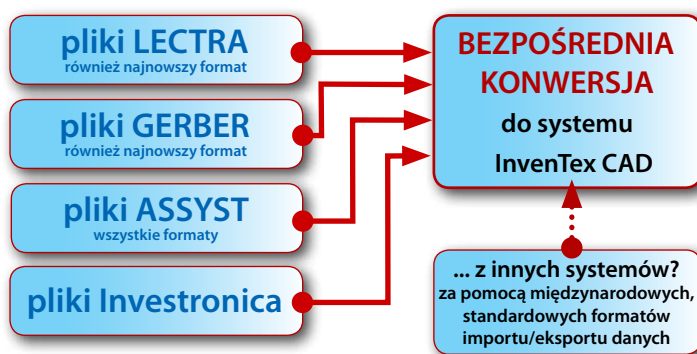 pliki LECTRA
również najnowszy format
pliki GERBER
również najnowszy format
pliki ASSYST
wszystkie formaty
pliki Investronica
BEZPOŚREDNIA
KONWERSJA
do systemu
InvenTex CAD
... z innych systemów?
za pomocą międzynarodowych,
standardowych formatów
importu/eksportu danych